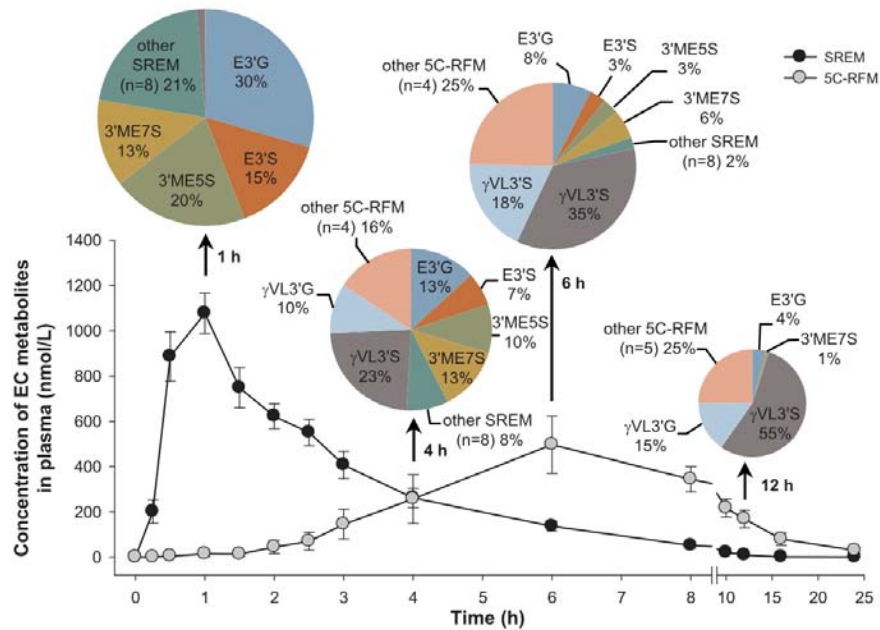 SREM
5C-RFM
other
SREM
(n=8) 21%
E3'G
30%
3'ME7S
13%
3'ME5S
20%
E3'S
15%
1 h
other 5C-RFM
(n=4) 25%
E3'G
8%
E3'S
3%
3'ME5S
3%
3'ME7S
6%
other SREM
(n=8) 2%
γVL3'S
18%
γVL3'S
35%
6 h
other 5C-RFM
(n=4) 16%
γVL3'G
10%
E3'G
13%
E3'S
7%
3'ME5S
10%
3'ME7S
13%
γVL3'S
23%
other SREM
(n=8) 8%
4 h
other 5C-RFM
(n=5) 25%
E3'G
4%
3'ME7S
1%
γVL3'G
15%
γVL3'S
55%
12 h
Concentration of EC metabolites
in plasma (nmol/L)
1400
1200
1000
800
600
400
200
0
0 1 2 3 4 5 6 7 8 10 15 20 25
Time (h)